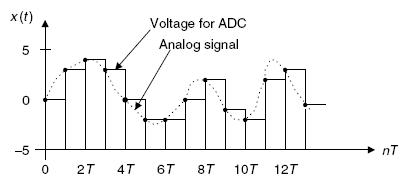 x(t)
Voltage for ADC
Analog signal
5
0
–5
nT
0 2T 4T 6T 8T 10T 12T